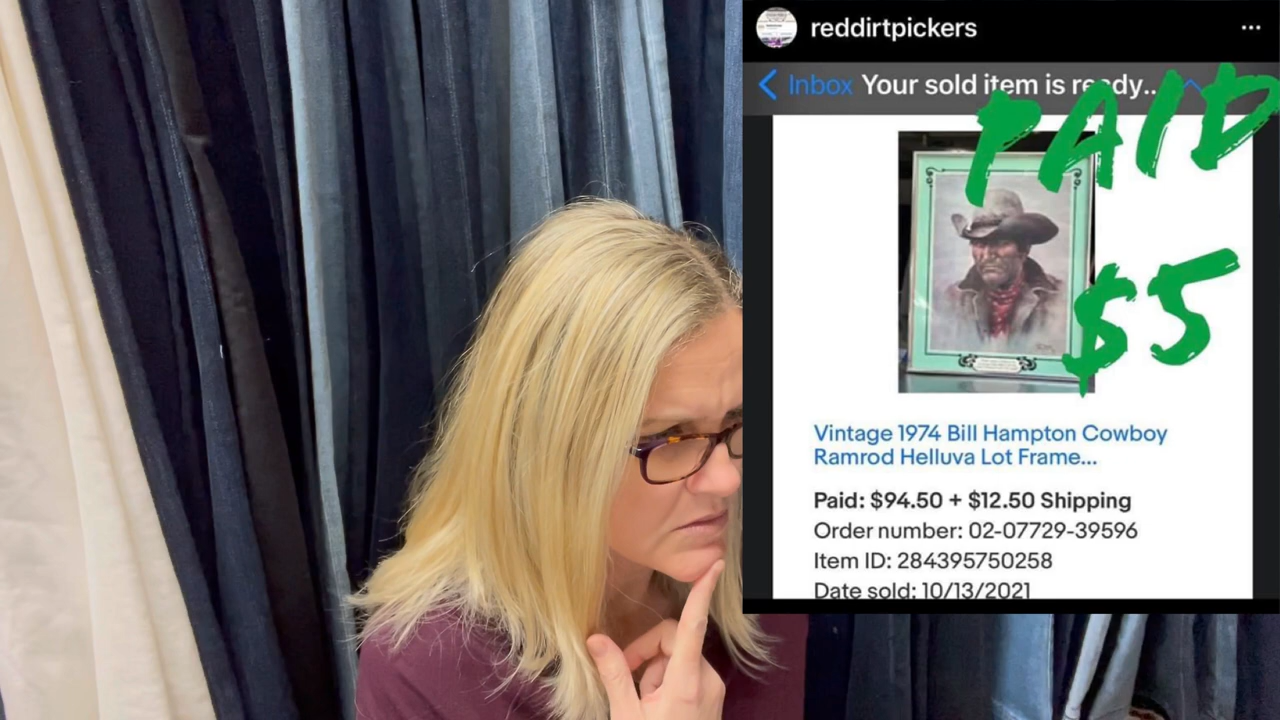 reddirtpickers
Inbox Your sold item is ready..
PAID
$5
Vintage 1974 Bill Hampton Cowboy
Ramrod Helluva Lot Frame...
Paid: $94.50 + $12.50 Shipping
Order number: 02-07729-39596
Item ID: 284395750258
Date sold: 10/13/2021